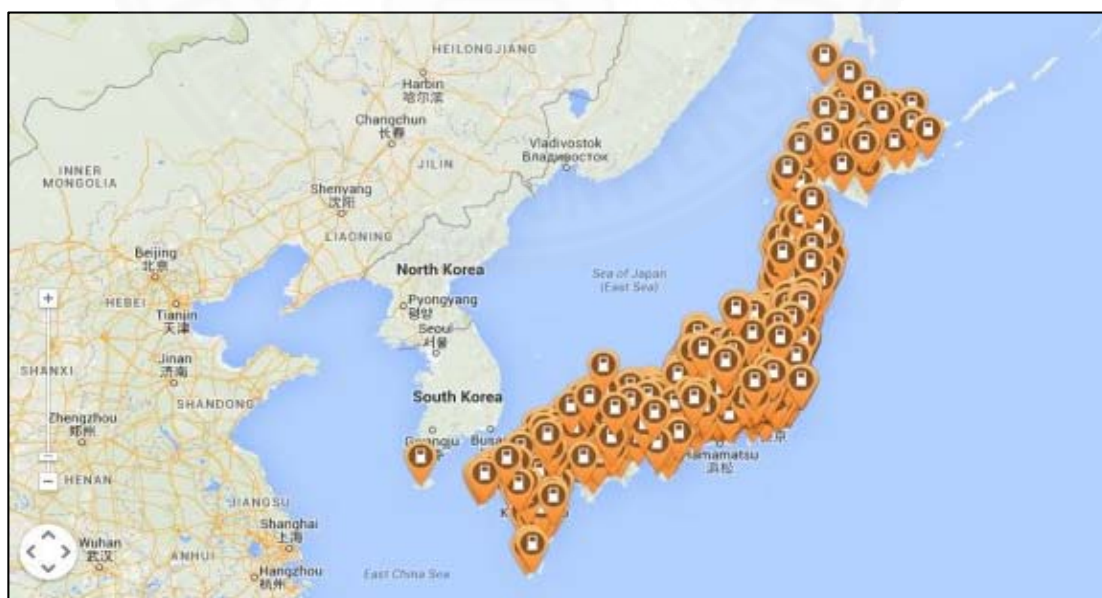 HEILONGJIANG
Harbin
哈尔滨
Changchun
长春
Vladivostok
Владивосток
JILIN
INNER
MONGOLIA
Shenyang
沈阳
LIAONING
Beijing
北京
North Korea
Sea of Japan
(East Sea)
HEBEI
Tianjin
天津
Pyongyang
평양
Seoul
서울
Jinan
济南
SHANXI
SHANDONG
South Korea
Zhengzhou
郑州
Hamamatsu
浜松
HENAN
JIANGSU
Shanghai
上海
Wuhan
武汉
ANHUI
Hangzhou
杭州
East China Sea